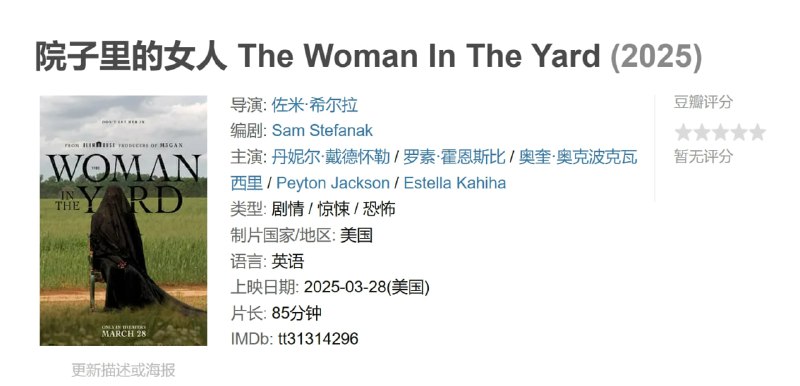 院子里的女人 The Woman In The Yard (2025)
DON'T LET HER IN
FROM BLUMHOUSE PRODUCERS OF M3GAN
THE
WOMAN
IN THE YARD
ONLY IN THEATERS
MARCH 28
更新描述或海报
导演: 佐米·希尔拉
编剧: Sam Stefanak
主演: 丹妮尔·戴德怀勒 / 罗素·霍恩斯比 / 奥奎·奥克波克瓦
西里 / Peyton Jackson / Estella Kahiha
类型: 剧情 / 惊悚 / 恐怖
制片国家/地区: 美国
语言: 英语
上映日期: 2025-03-28(美国)
片长: 85分钟
IMDb: tt31314296
豆瓣评分
暂无评分